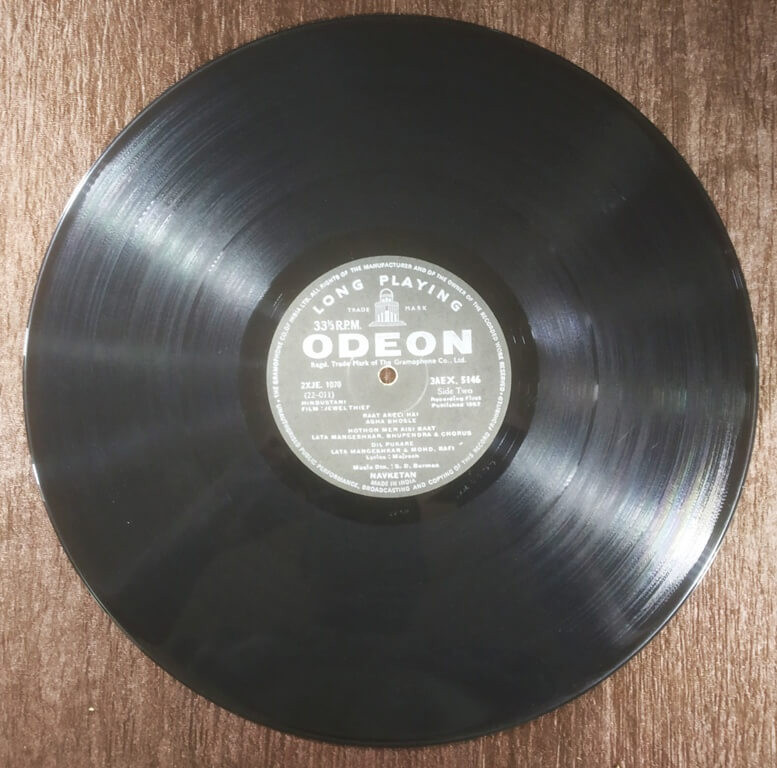 ALL RIGHTS OF THE MANUFACTURER AND OF THE OWNER OF THE RECORDED WORK RESERVED
LONG PLAYING
TRADE MARK
33⅓ R.P.M.
ODEON
Regd. Trade Mark of The Gramophone Co., Ltd.
2XJE. 1070
3AEX. 5146
(22-011)
Side Two
HINDUSTANI
Recording First
FILM : JEWEL THIEF
Published
RAAT AKELI HAI
ASHA BHOSLE
HOTHON MEN AISI BAAT
LATA MANGESHKAR, BHUPENDRA & CHORUS
DIL PUKARE
LATA MANGESHKAR & MOHD. RAFI
Lyrics : Majrooh
Music Dir. : S. D. Burman
NAVKETAN
MADE IN INDIA
UNAUTHORISED PUBLIC PERFORMANCE, BROADCASTING AND COPYING OF THIS RECORD PROHIBITED
THE GRAMOPHONE CO. OF INDIA LTD.